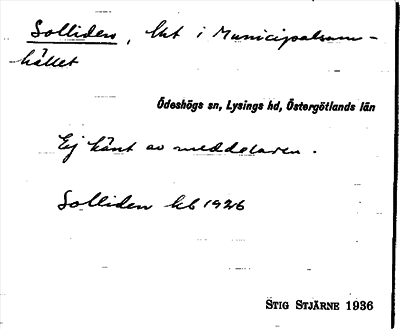 Solliden, lht i Municipalsam-
hället
Ödeshögs sn, Lysings hd, Östergötlands län
Ej känt av meddelaren.
Solliden kb 1926
STIG STJÄRNE 1936